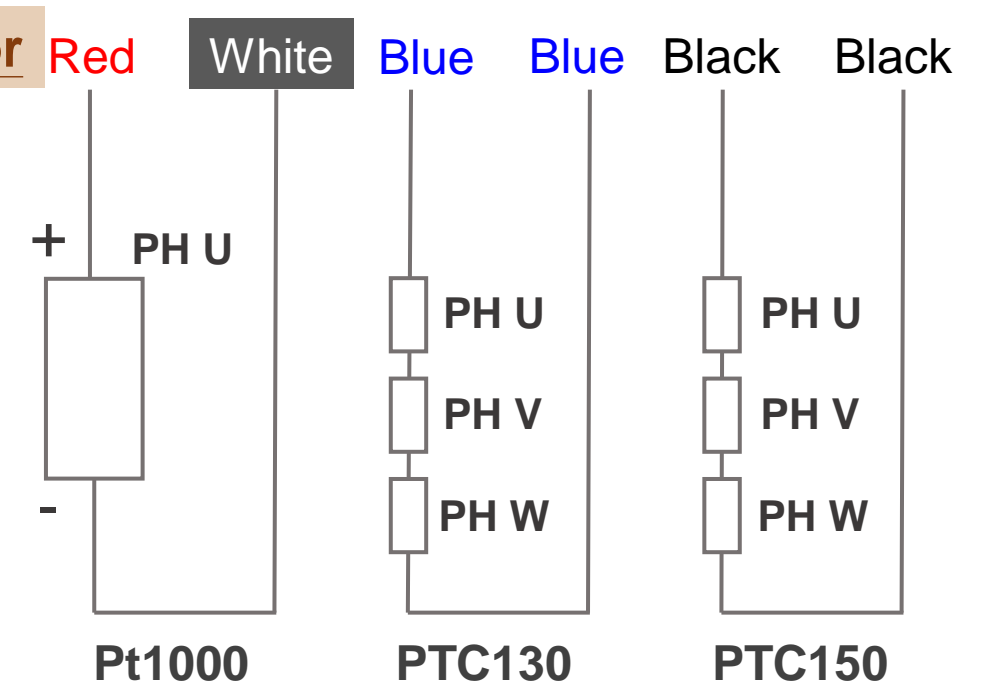 r Red White Blue Blue Black Black
+ PH U
PH U PH U
PH V PH V
-
PH W PH W
Pt1000 PTC130 PTC150